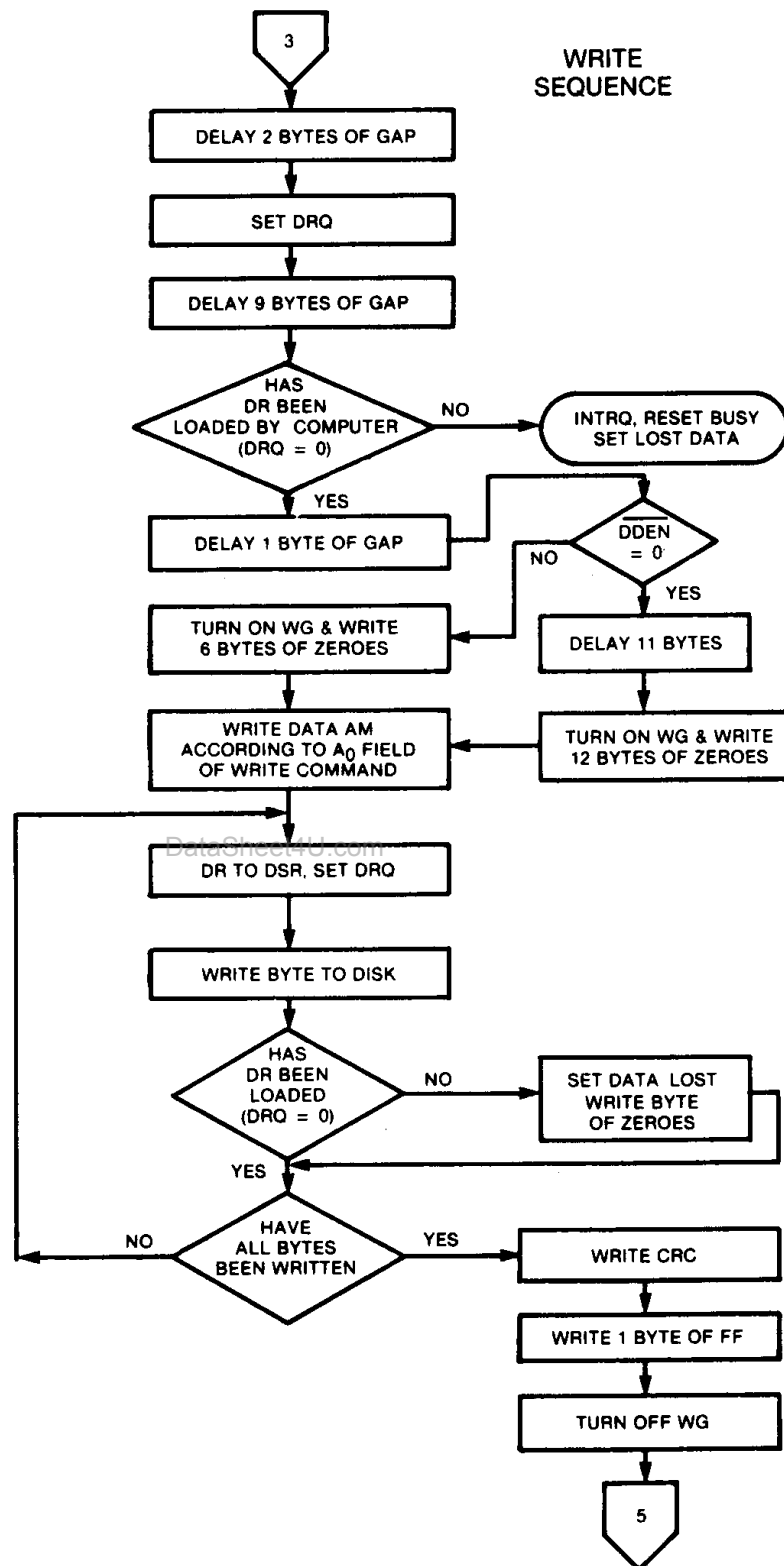 3
WRITE
SEQUENCE
DELAY 2 BYTES OF GAP
SET DRQ
DELAY 9 BYTES OF GAP
HAS
DR BEEN
LOADED BY COMPUTER
(DRQ = 0)
NO
INTRQ, RESET BUSY
SET LOST DATA
YES
DELAY 1 BYTE OF GAP
D̅D̅E̅N̅
= 0
NO
YES
TURN ON WG & WRITE
6 BYTES OF ZEROES
DELAY 11 BYTES
WRITE DATA AM
ACCORDING TO A₀ FIELD
OF WRITE COMMAND
TURN ON WG & WRITE
12 BYTES OF ZEROES
DataSheet4U.com
DR TO DSR, SET DRQ
WRITE BYTE TO DISK
HAS
DR BEEN
LOADED
(DRQ = 0)
NO
SET DATA LOST
WRITE BYTE
OF ZEROES
YES
HAVE
ALL BYTES
BEEN WRITTEN
NO
YES
WRITE CRC
WRITE 1 BYTE OF FF
TURN OFF WG
5